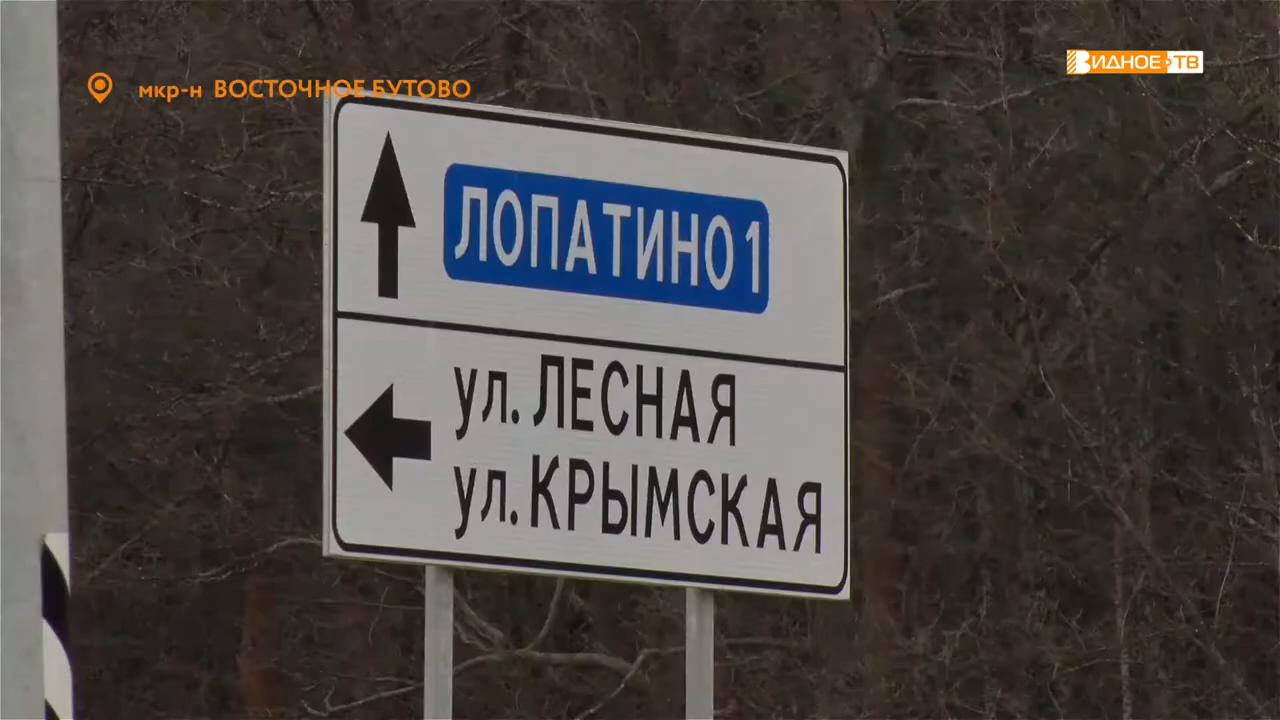 мкр-н ВОСТОЧНОЕ БУТОВО
ВИДНОЕ ТВ
ЛОПАТИНО 1
ул. ЛЕСНАЯ
ул. КРЫМСКАЯ